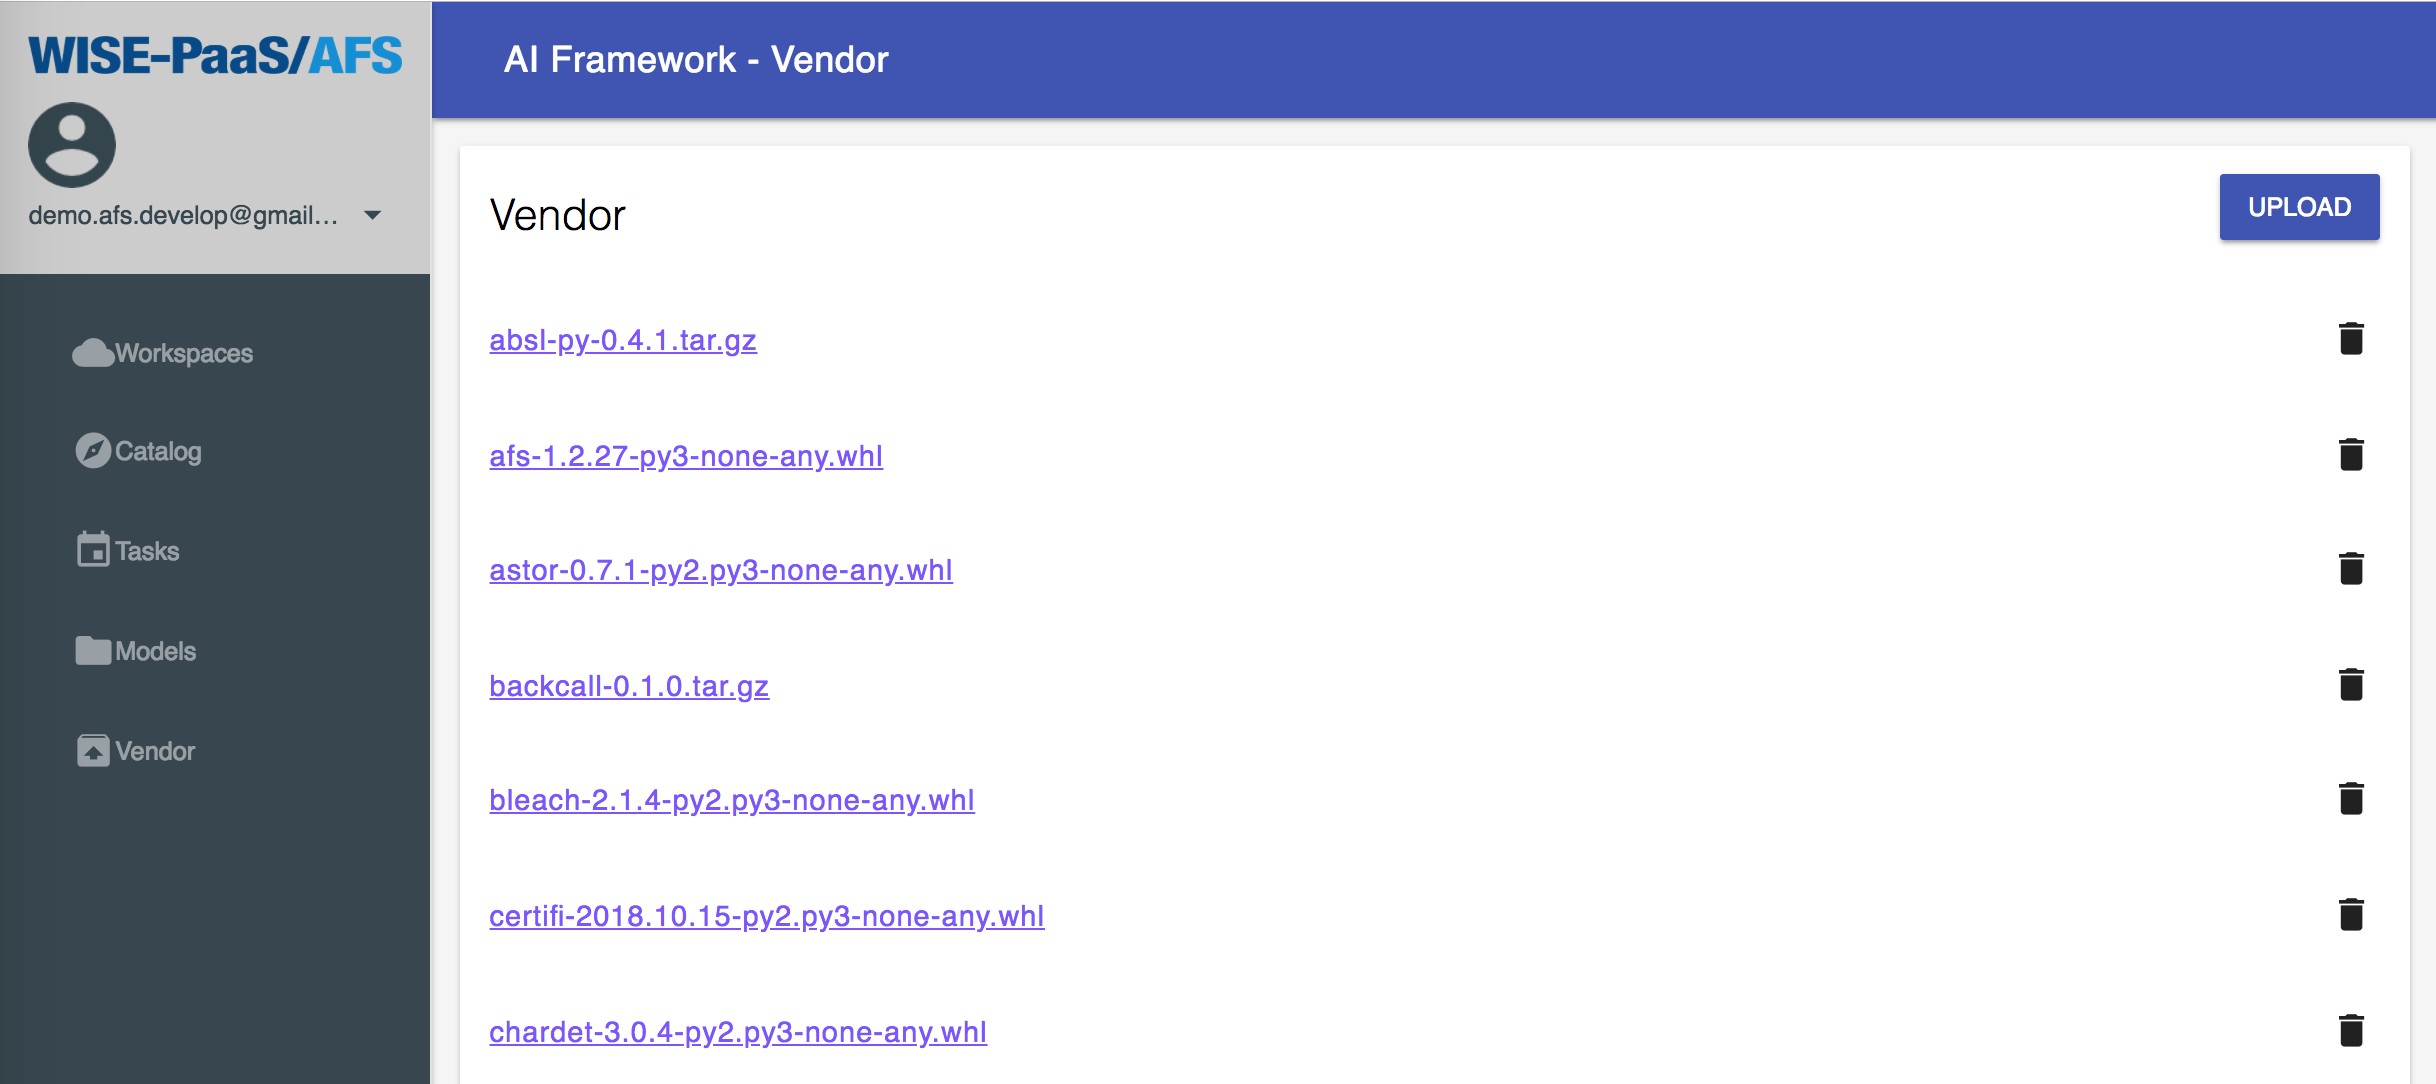 WISE-PaaS/AFS
demo.afs.develop@gmail...
Workspaces
Catalog
Tasks
Models
Vendor
AI Framework - Vendor
Vendor
UPLOAD
absl-py-0.4.1.tar.gz
afs-1.2.27-py3-none-any.whl
astor-0.7.1-py2.py3-none-any.whl
backcall-0.1.0.tar.gz
bleach-2.1.4-py2.py3-none-any.whl
certifi-2018.10.15-py2.py3-none-any.whl
chardet-3.0.4-py2.py3-none-any.whl